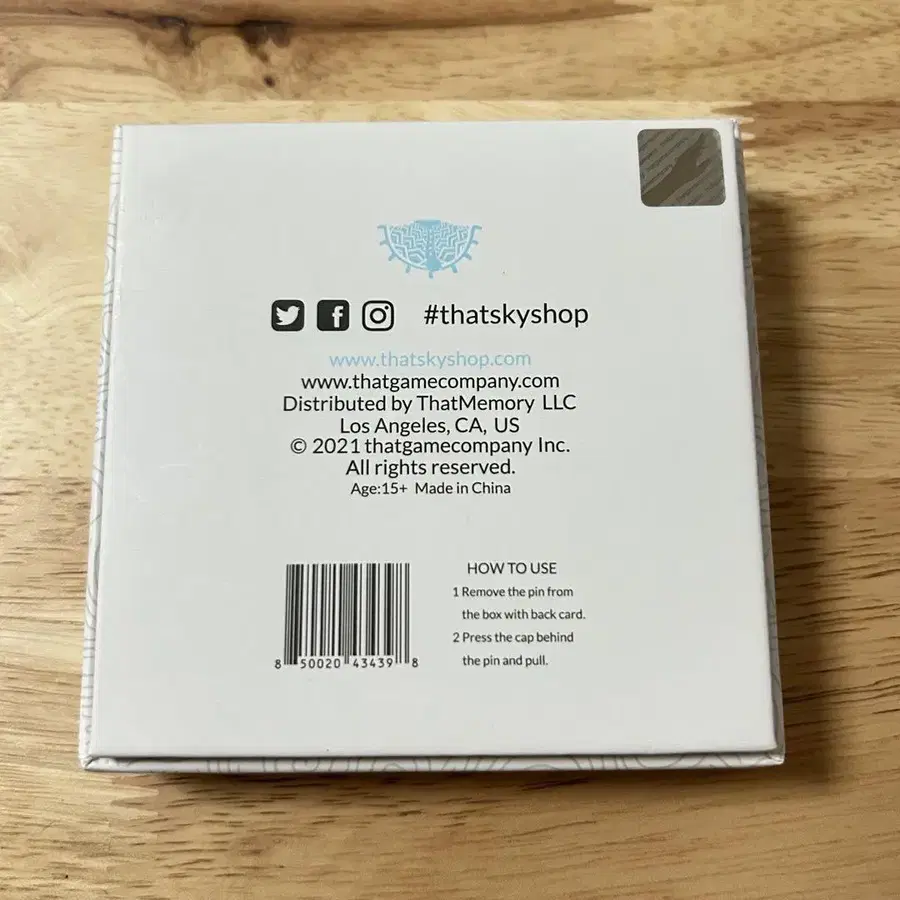 #thatskyshop
www.thatskyshop.com
www.thatgamecompany.com
Distributed by ThatMemory LLC
Los Angeles, CA, US
© 2021 thatgamecompany Inc.
All rights reserved.
Age:15+ Made in China
8 50020 43439 8
HOW TO USE
1 Remove the pin from
the box with back card.
2 Press the cap behind
the pin and pull.